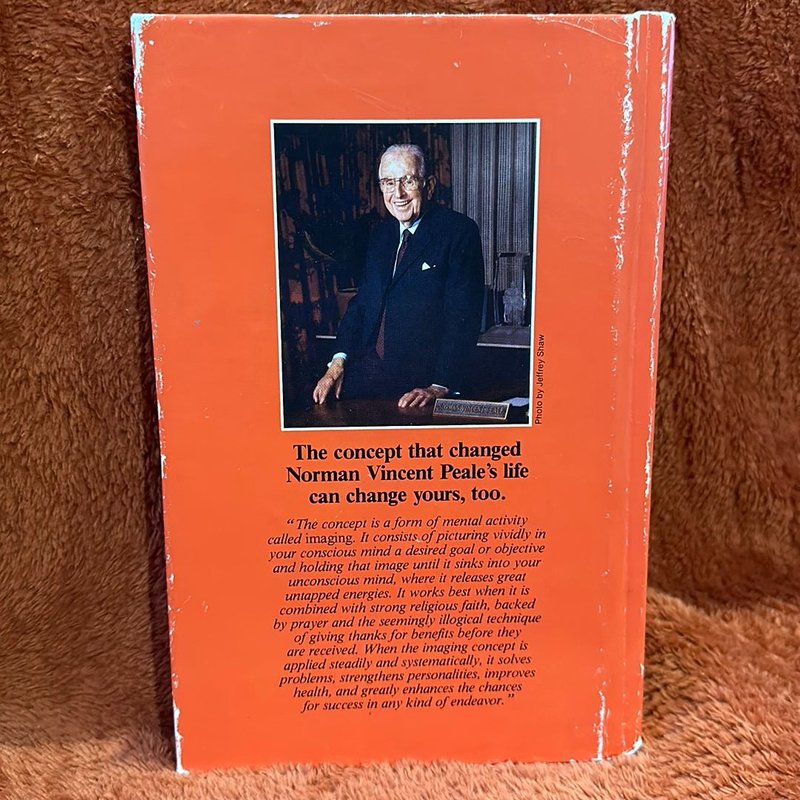 Photo by Jeffrey Shaw
The concept that changed
Norman Vincent Peale's life
can change yours, too.
"The concept is a form of mental activity
called imaging. It consists of picturing vividly in
your conscious mind a desired goal or objective
and holding that image until it sinks into your
unconscious mind, where it releases great
untapped energies. It works best when it is
combined with strong religious faith, backed
by prayer and the seemingly illogical technique
of giving thanks for benefits before they
are received. When the imaging concept is
applied steadily and systematically, it solves
problems, strengthens personalities, improves
health, and greatly enhances the chances
for success in any kind of endeavor."